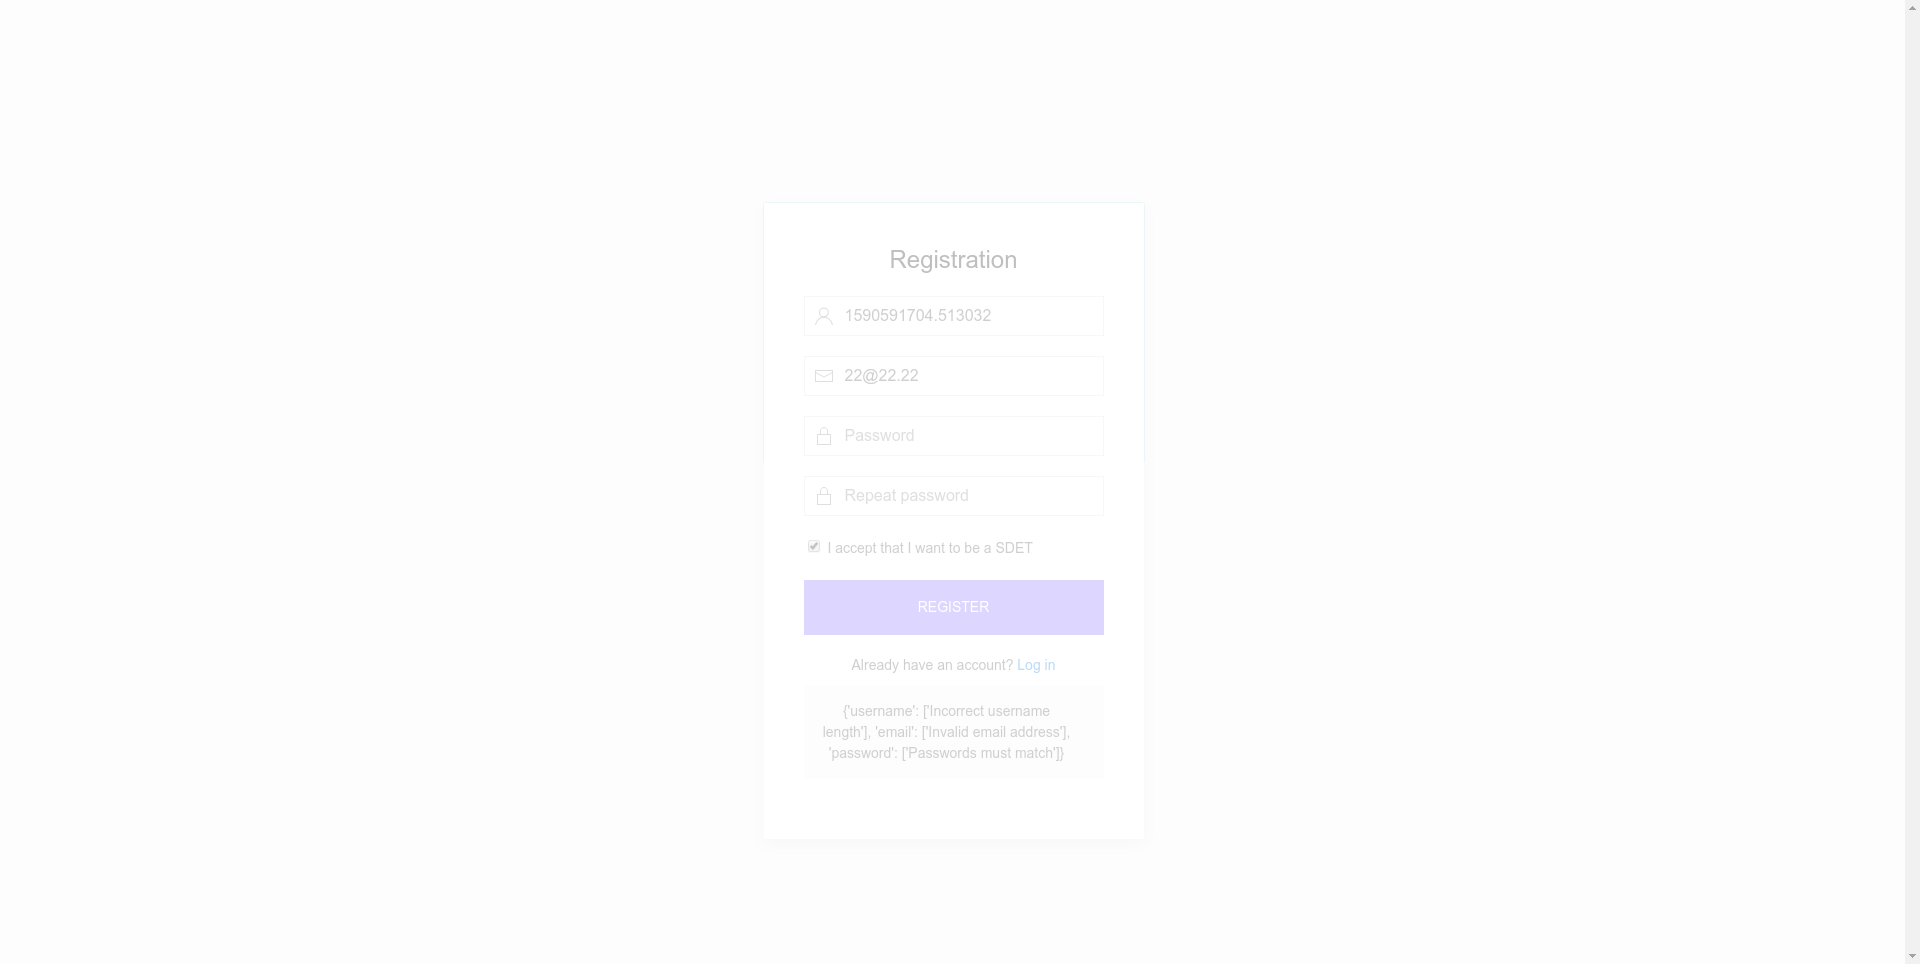 Registration
1590591704.513032
22@22.22
Password
Repeat password
I accept that I want to be a SDET
REGISTER
Already have an account? Log in
{'username': ['Incorrect username
length'], 'email': ['Invalid email address'],
'password': ['Passwords must match']}